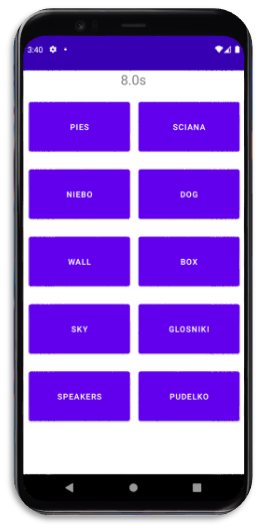 3:40
8.0s
PIES
SCIANA
NIEBO
DOG
WALL
BOX
SKY
GLOSNIKI
SPEAKERS
PUDELKO